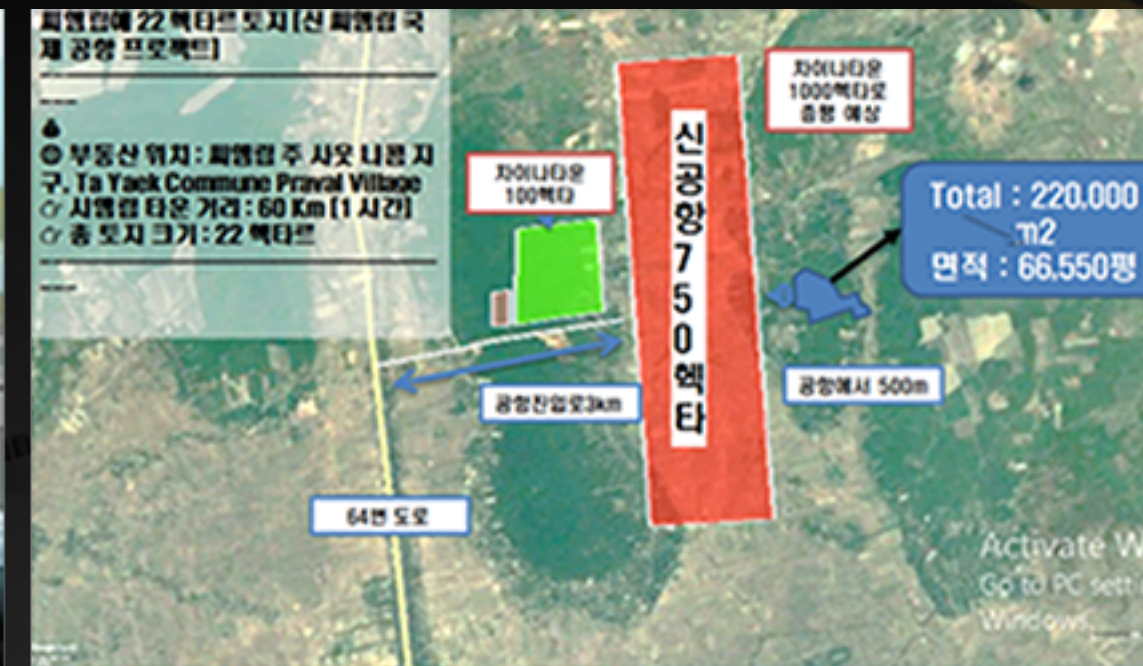 씨엠립에 22 헥타르 토지 [신 씨엠립 국
제 공항 프로젝트]
부동산 위치 : 씨엠립 주 사웃 니콤 지
구, Ta Yaek Commune Praval Village
시엠립 타운 거리 : 60 Km [1 시간]
총 토지 크기 : 22 헥타르
차이나타운
100헥타
신공항750헥타
차이나타운
1000헥타로
증평 예상
Total : 220.000
m2
면적 : 66.550평
공항진입로3km
공항에서 500m
64번 도로
Activate W
Go to PC sett
Windows.